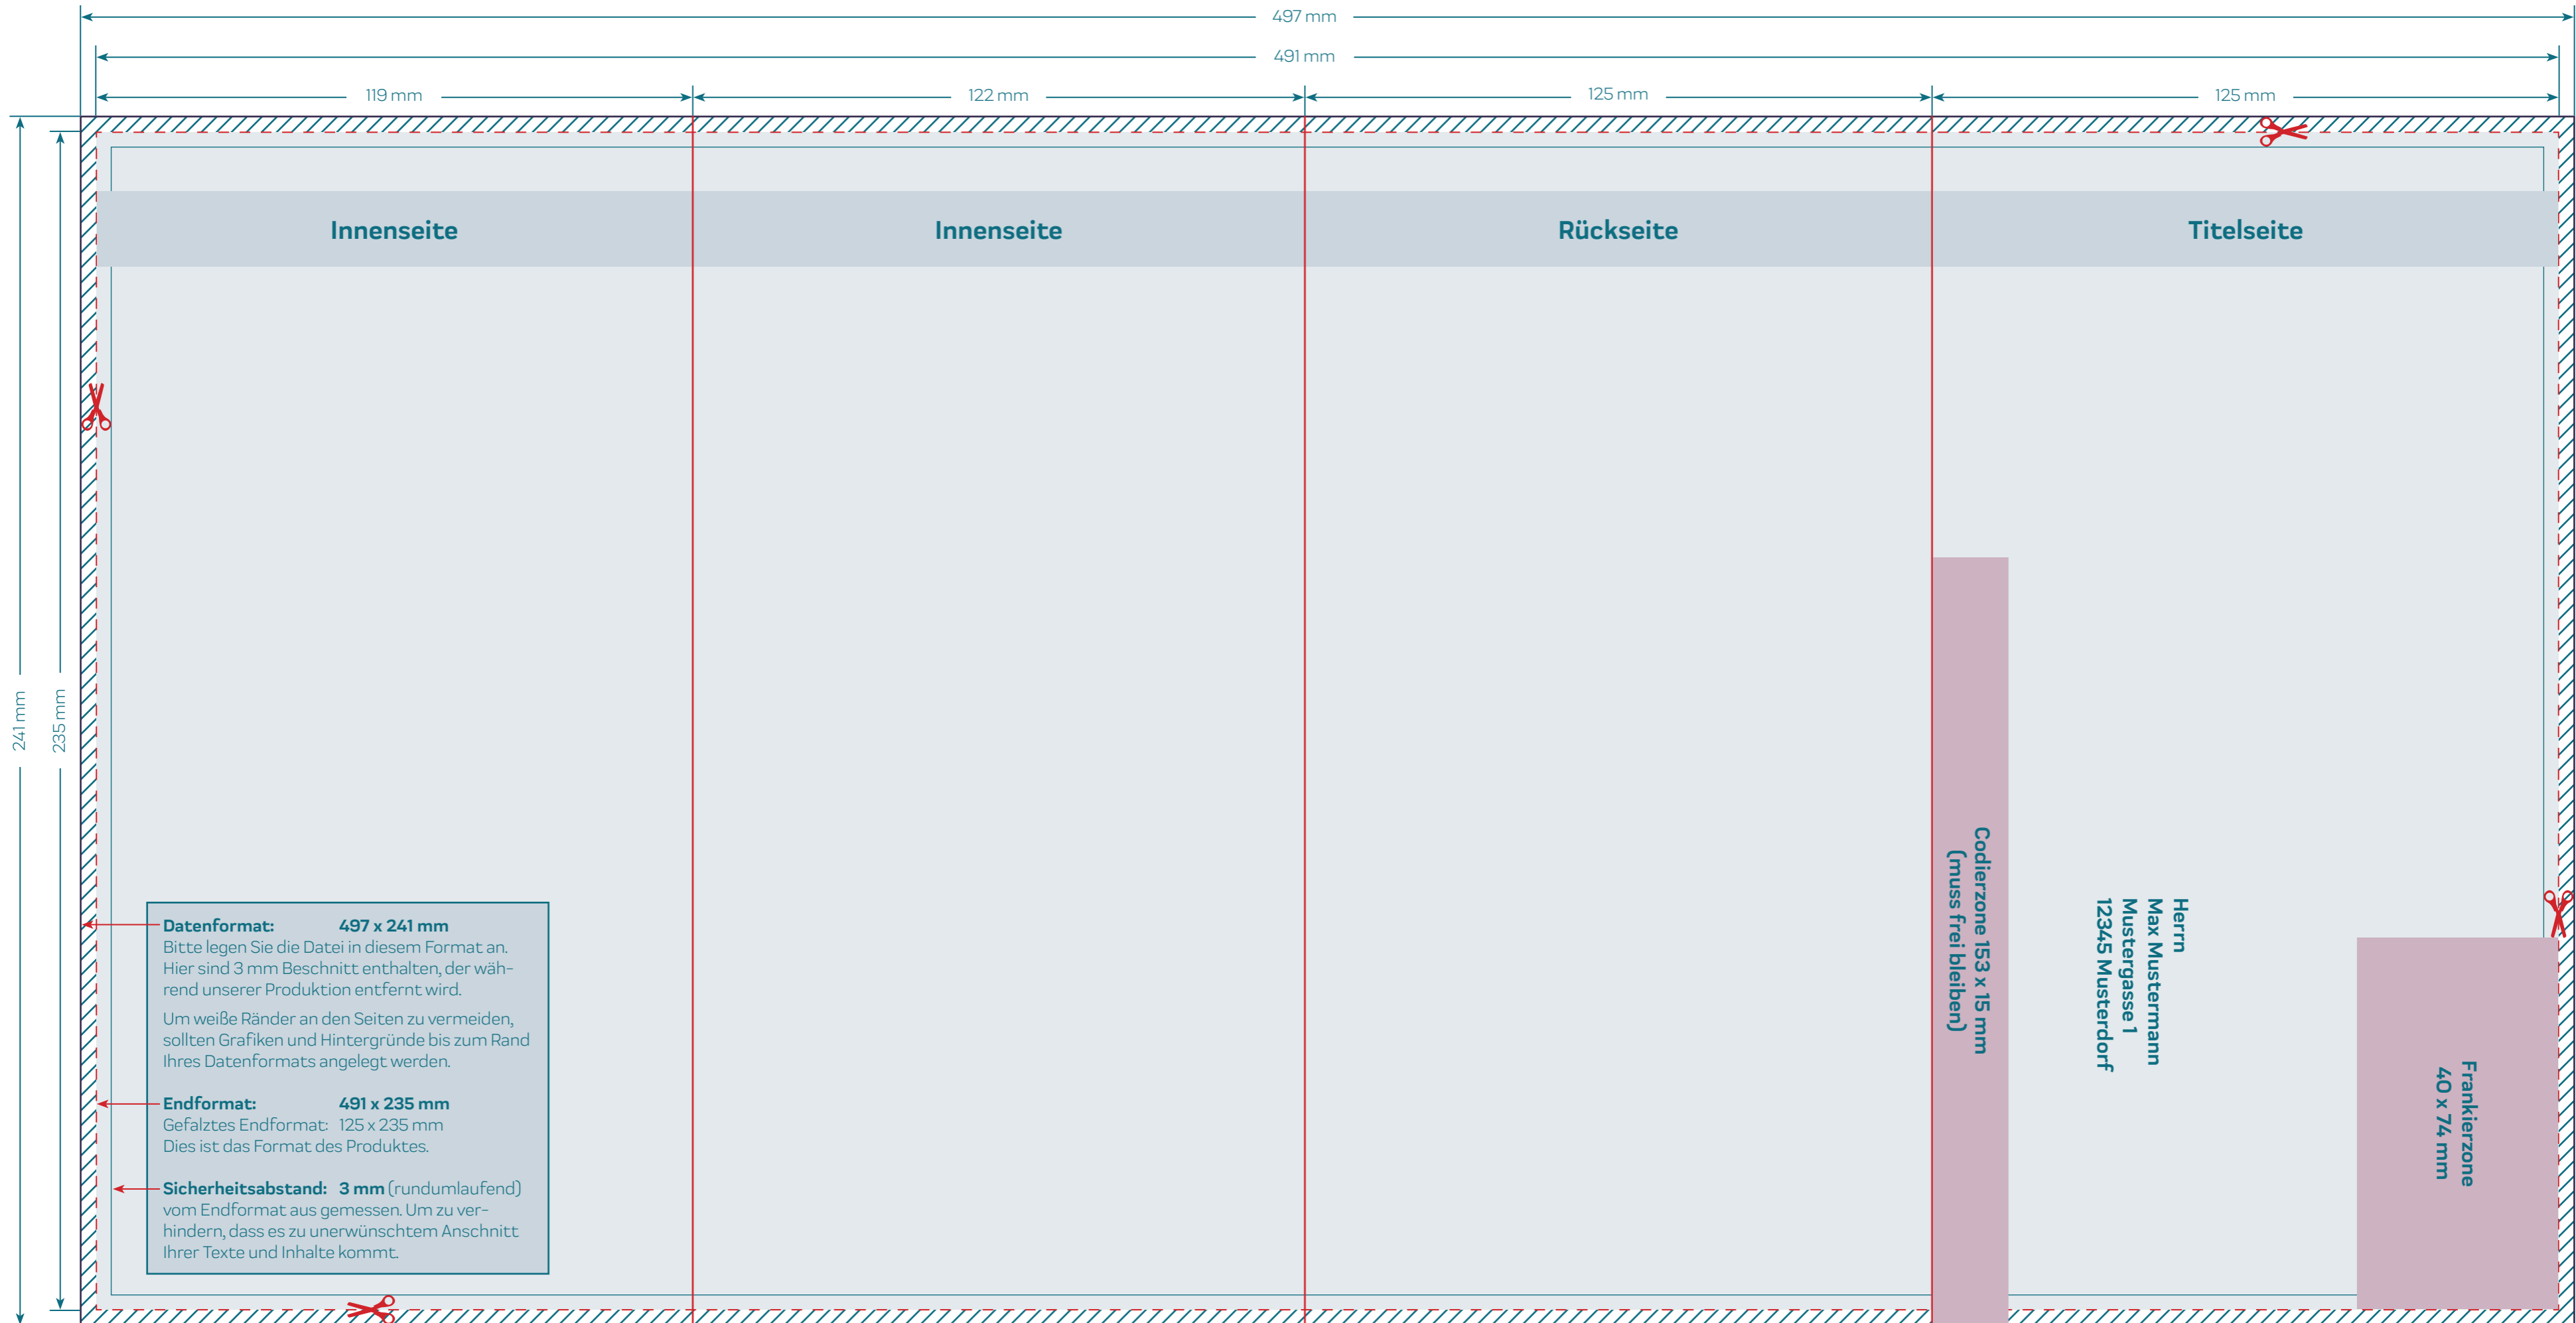 497 mm
491 mm
119 mm
122 mm
125 mm
125 mm
241 mm
235 mm
Innenseite
Innenseite
Rückseite
Titelseite
Datenformat: 497 x 241 mm
Bitte legen Sie die Datei in diesem Format an.
Hier sind 3 mm Beschnitt enthalten, der wäh-
rend unserer Produktion entfernt wird.
Um weiße Ränder an den Seiten zu vermeiden,
sollten Grafiken und Hintergründe bis zum Rand
Ihres Datenformats angelegt werden.
Endformat: 491 x 235 mm
Gefalztes Endformat: 125 x 235 mm
Dies ist das Format des Produktes.
Sicherheitsabstand: 3 mm (rundumlaufend)
vom Endformat aus gemessen. Um zu ver-
hindern, dass es zu unerwünschtem Anschnitt
Ihrer Texte und Inhalte kommt.
Codierzone 153 x 15 mm
(muss frei bleiben)
Herrn
Max Mustermann
Mustergasse 1
12345 Musterdorf
Frankierzone
40 x 74 mm